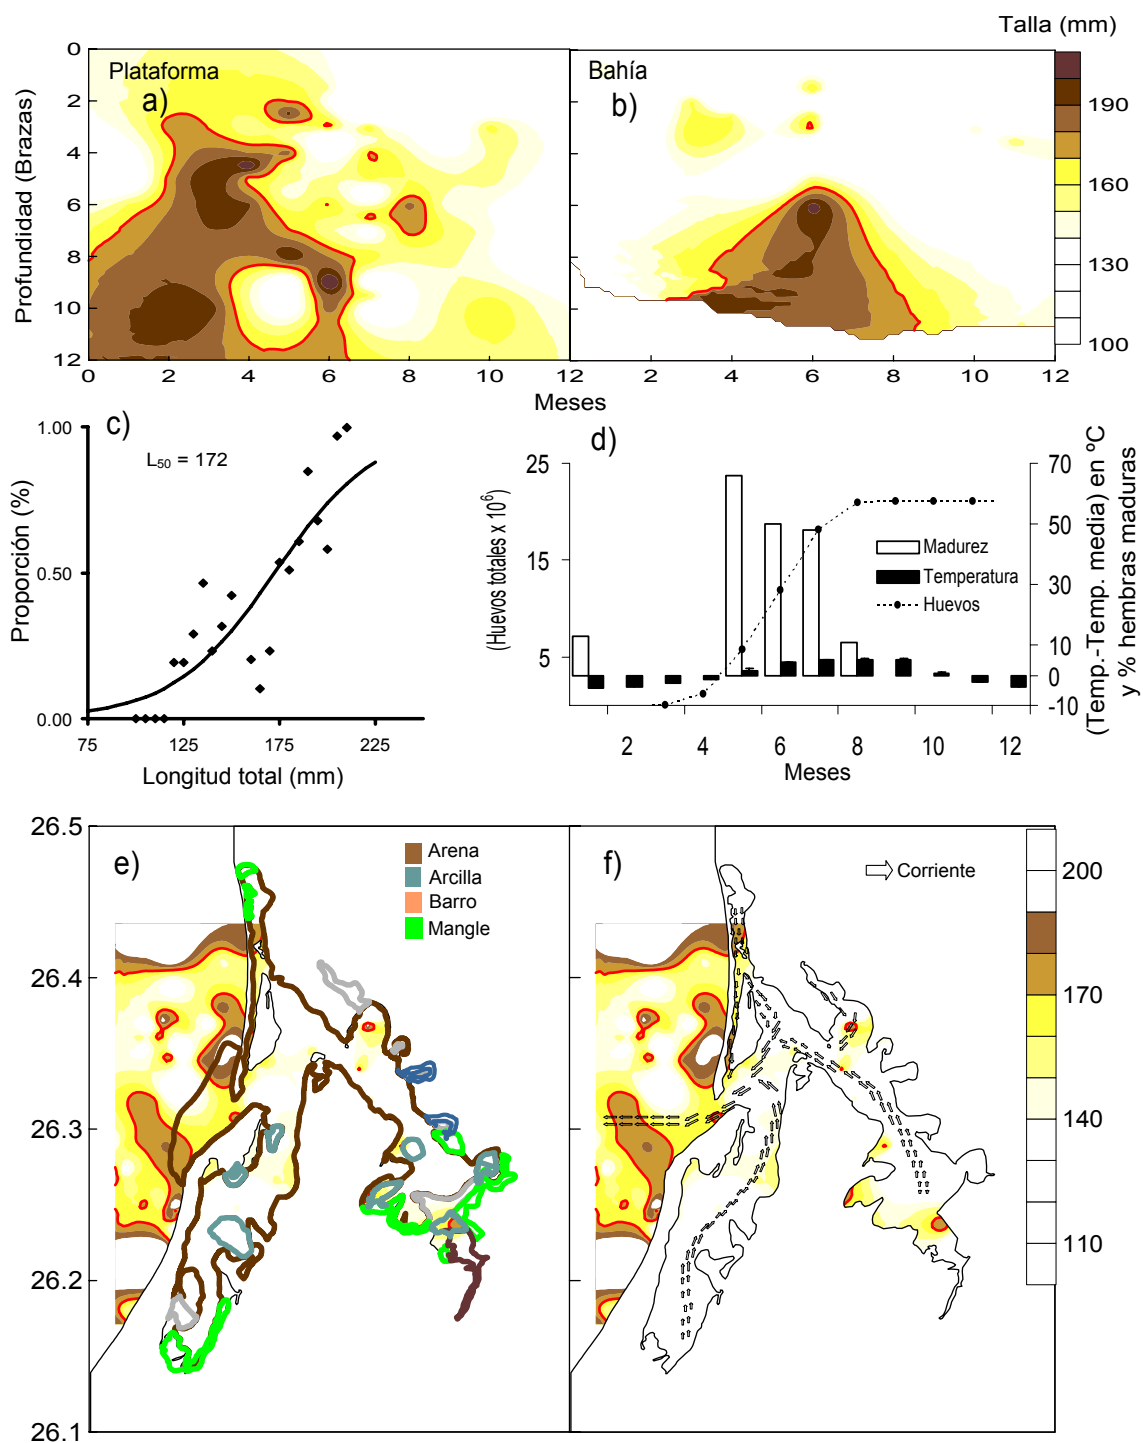 Talla (mm)
Plataforma
a)
Bahía
b)
Profundidad (Brazas)
0
2
4
6
8
10
12
0
2
4
6
8
10
12
2
4
6
8
10
12
Meses
190
160
130
100
c)
L50 = 172
Proporción (%)
1.00
0.50
0.00
75
125
175
225
Longitud total (mm)
d)
(Huevos totales x 10⁶)
25
15
5
Madurez
Temperatura
Huevos
70
50
30
10
0
-10
(Temp.-Temp. media) en ºC
y % hembras maduras
2
4
6
8
10
12
Meses
26.5
26.4
26.3
26.2
26.1
e)
Arena
Arcilla
Barro
Mangle
f)
Corriente
200
170
140
110